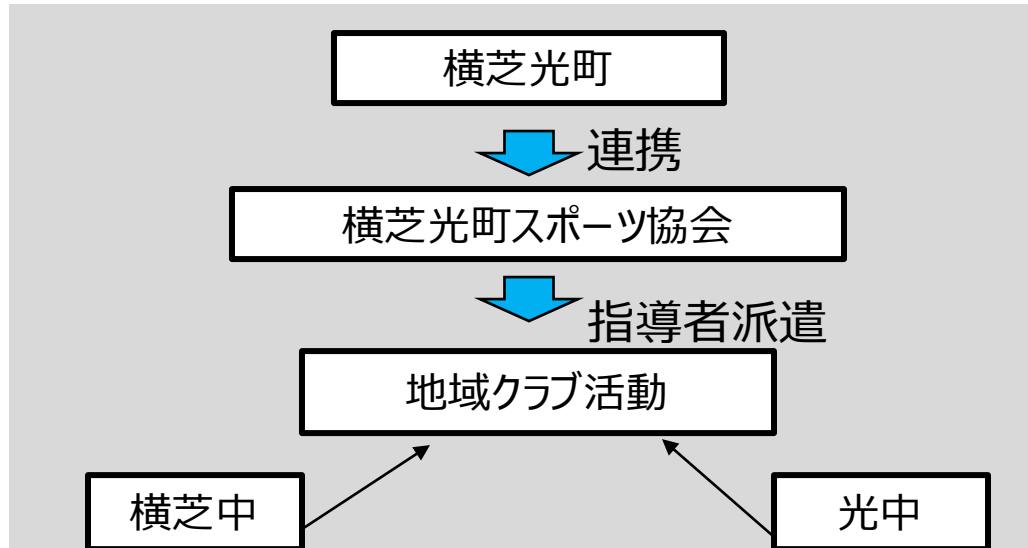 横芝光町
連携
横芝光町スポーツ協会
指導者派遣
地域クラブ活動
横芝中
光中